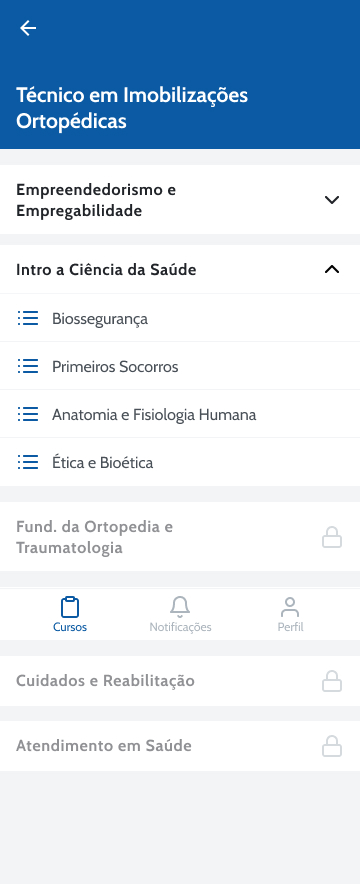 Técnico em Imobilizações
Ortopédicas
Empreendedorismo e
Empregabilidade
Intro a Ciência da Saúde
Biossegurança
Primeiros Socorros
Anatomia e Fisiologia Humana
Ética e Bioética
Fund. da Ortopedia e
Traumatologia
Cursos
Notificações
Perfil
Cuidados e Reabilitação
Atendimento em Saúde